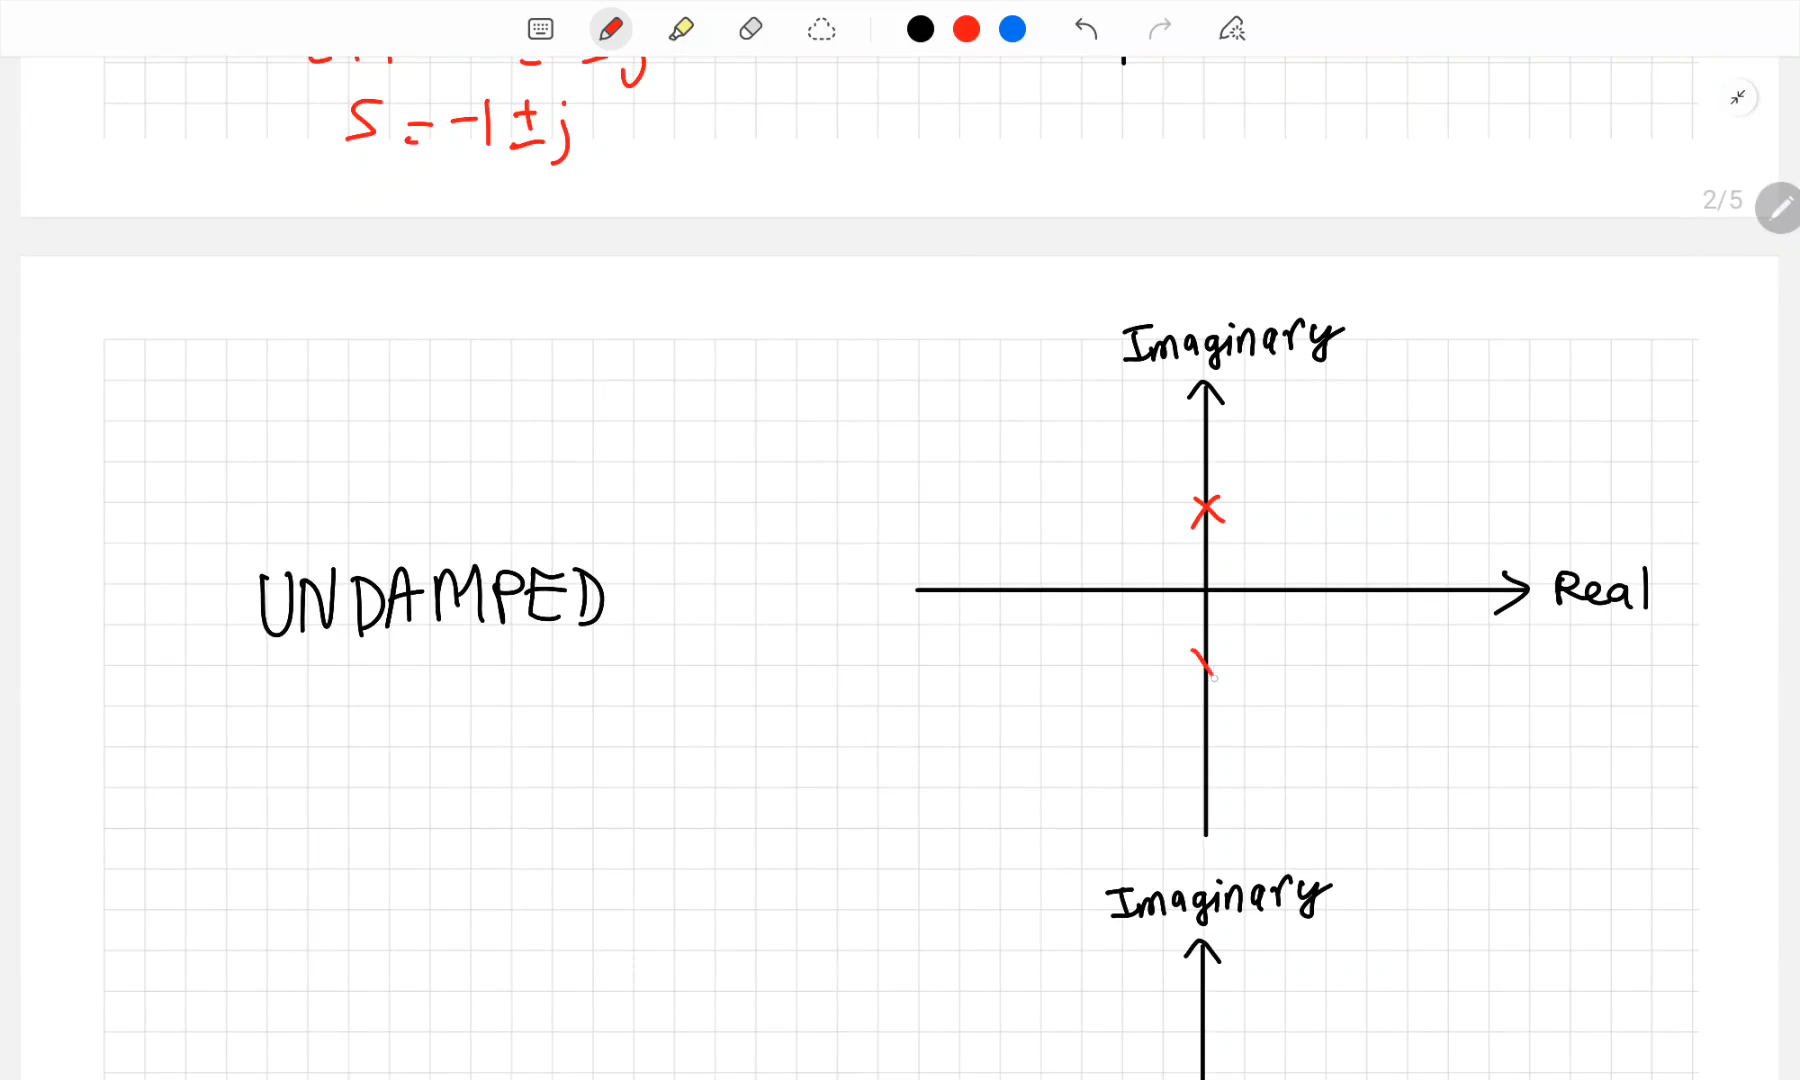 S = -1 ± j
2/5
Imaginary
UNDAMPED
Real
Imaginary